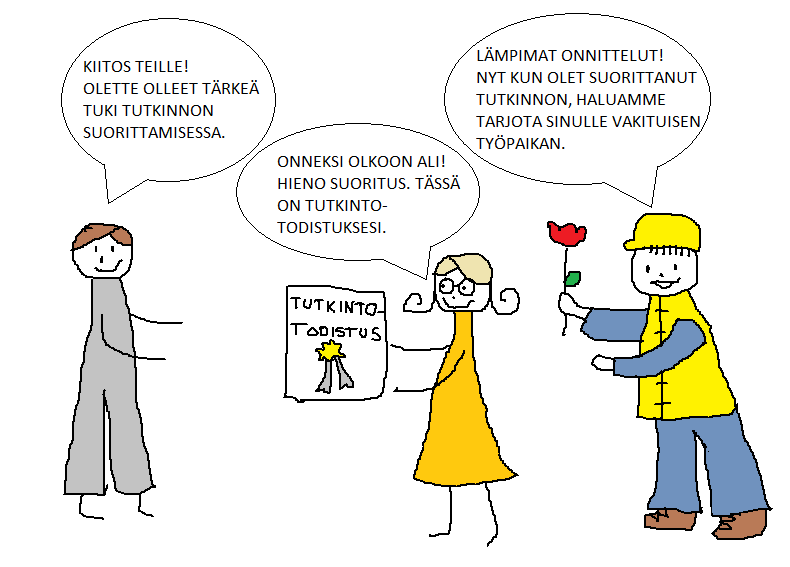 KIITOS TEILLE!
OLETTE OLLEET TÄRKEÄ
TUKI TUTKINNON
SUORITTAMISESSA.
ONNEKSI OLKOON ALI!
HIENO SUORITUS. TÄSSÄ
ON TUTKINTO-
TODISTUKSESI.
LÄMPIMAT ONNITTELUT!
NYT KUN OLET SUORITTANUT
TUTKINNON, HALUAMME
TARJOTA SINULLE VAKITUISEN
TYÖPAIKAN.
TUTKINTO-
TODISTUS